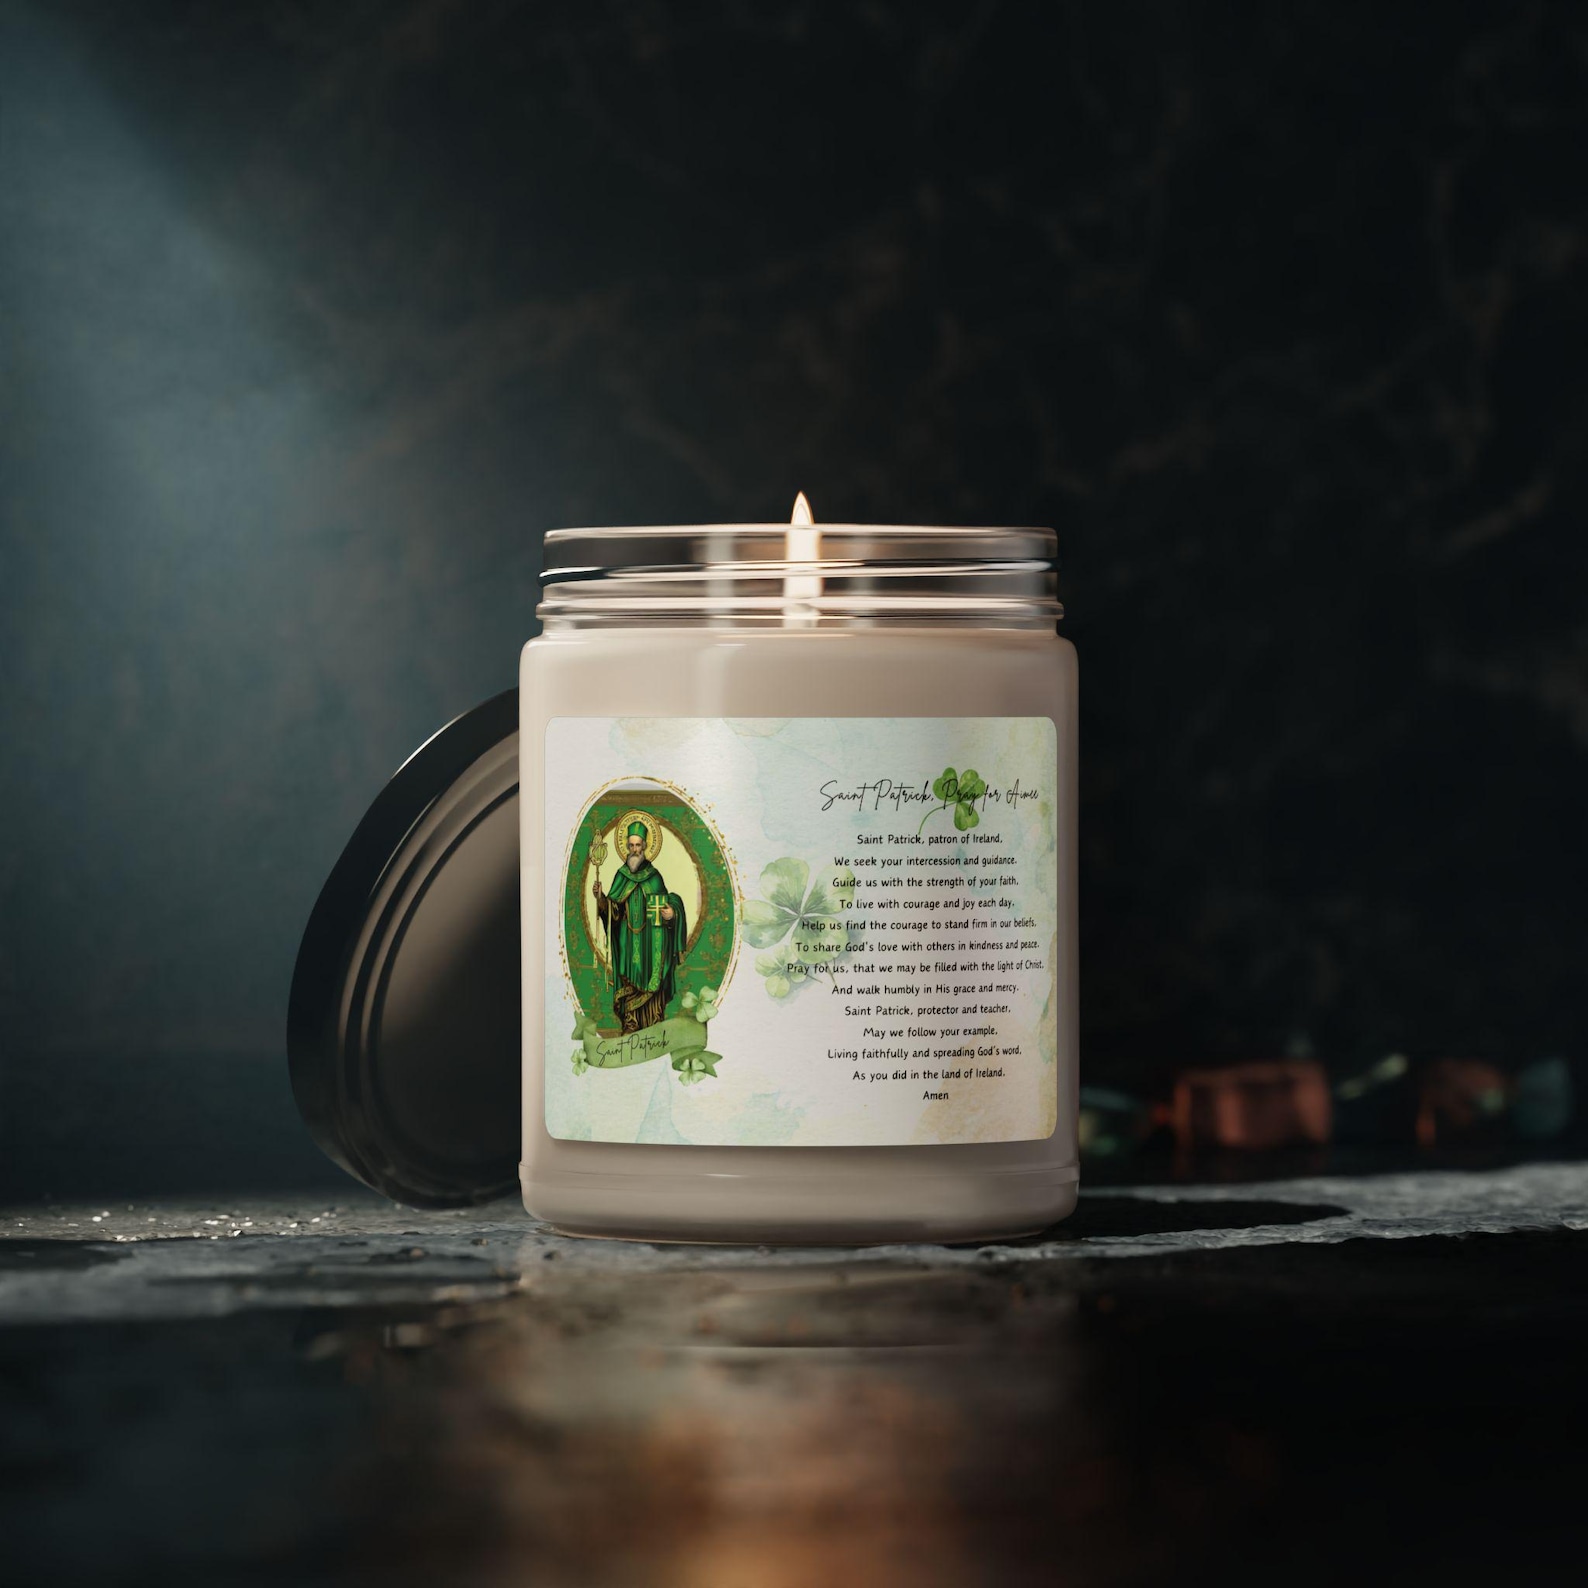 Saint Patrick, Pray for Aimee
Saint Patrick, patron of Ireland,
We seek your intercession and guidance.
Guide us with the strength of your faith,
To live with courage and joy each day.
Help us find the courage to stand firm in our beliefs,
To share God's love with others in kindness and peace.
Pray for us, that we may be filled with the light of Christ,
And walk humbly in His grace and mercy.
Saint Patrick, protector and teacher,
May we follow your example,
Living faithfully and spreading God's word,
As you did in the land of Ireland.
Amen
Saint Patrick